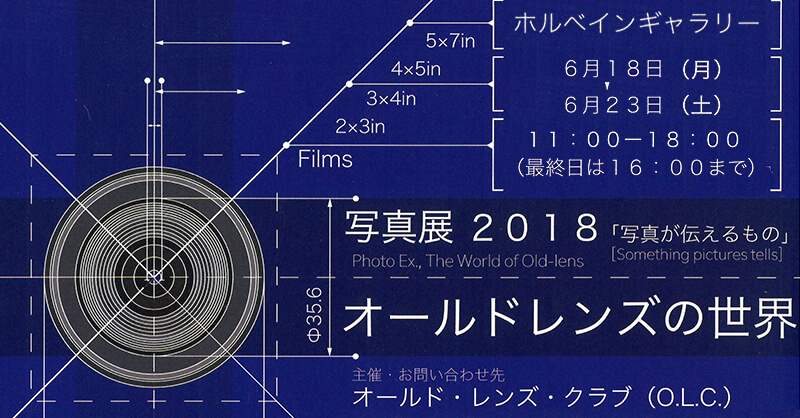 ホルベインギャラリー
5×7in
4×5in
６月１８日（月）
▼
3×4in
６月２３日（土）
2×3in
１１：００ー１８：００
Films
（最終日は１６：００まで）
写真展 ２０１８「写真が伝えるもの」
Photo Ex., The World of Old-lens [Something pictures tells]
Φ35.6
オールドレンズの世界
主催・お問い合わせ先
オールド・レンズ・クラブ（O.L.C.）